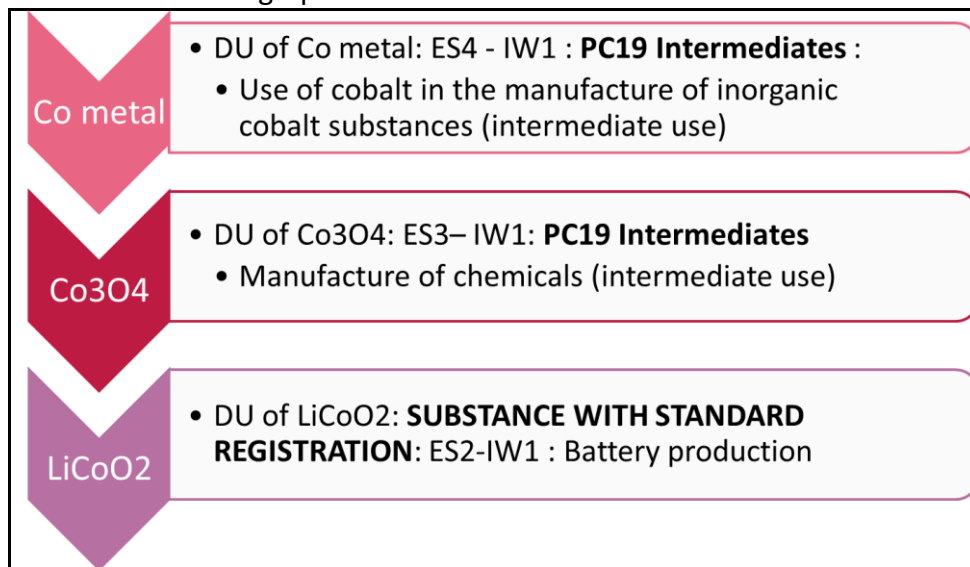 Co metal
• DU of Co metal: ES4 - IW1 : PC19 Intermediates :
• Use of cobalt in the manufacture of inorganic
cobalt substances (intermediate use)
Co3O4
• DU of Co3O4: ES3– IW1: PC19 Intermediates
• Manufacture of chemicals (intermediate use)
LiCoO2
• DU of LiCoO2: SUBSTANCE WITH STANDARD
REGISTRATION: ES2-IW1 : Battery production